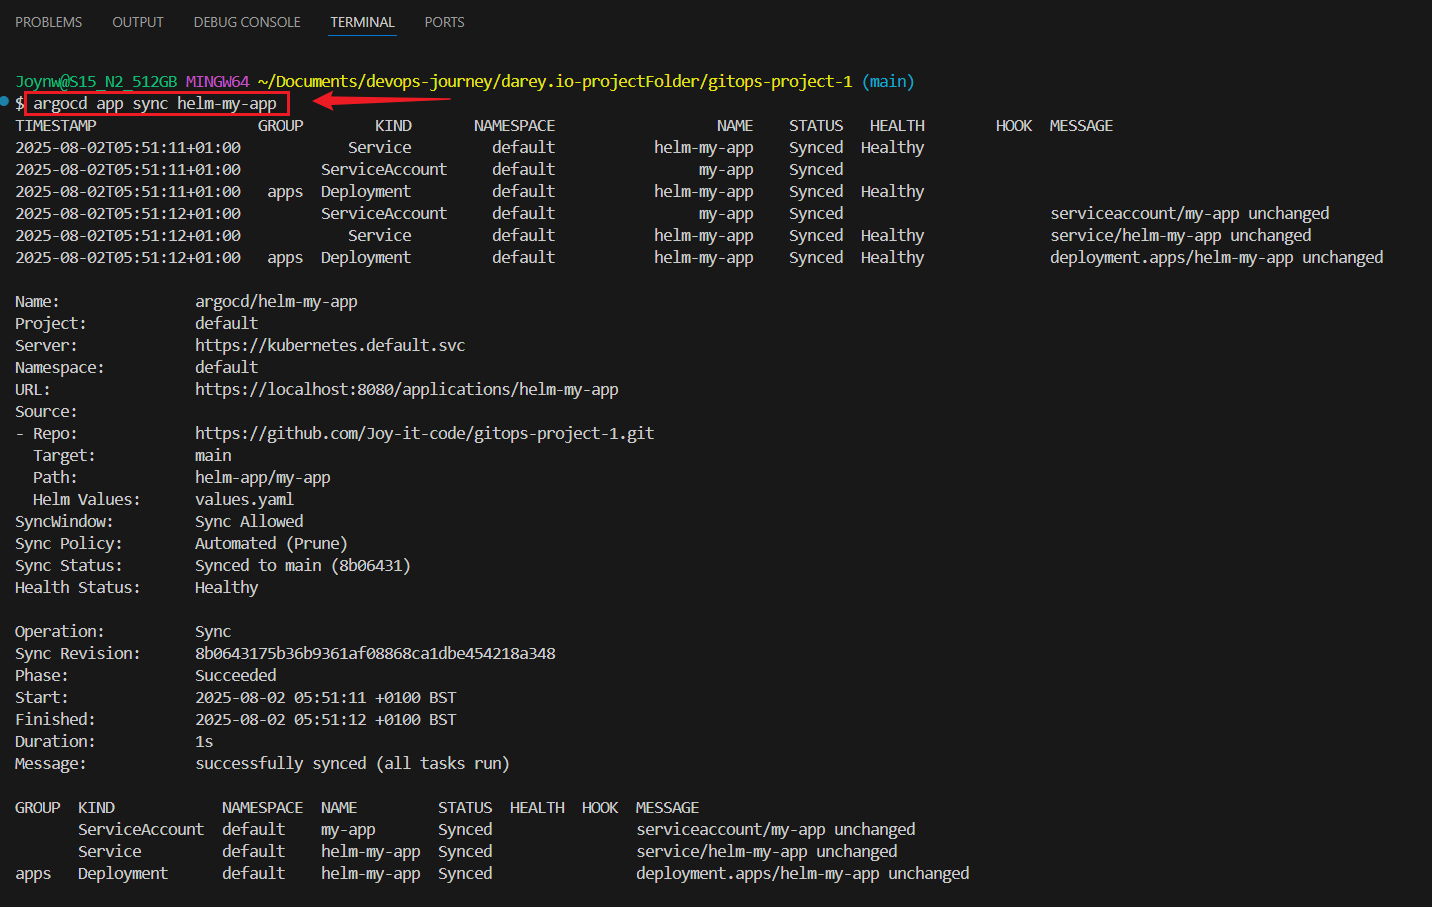 PROBLEMS OUTPUT DEBUG CONSOLE TERMINAL PORTS
Joynw@S15_N2_512GB MINGW64 ~/Documents/devops-journey/darey.io-projectFolder/gitops-project-1 (main)
$ argocd app sync helm-my-app
TIMESTAMP GROUP KIND NAMESPACE NAME STATUS HEALTH HOOK MESSAGE
2025-08-02T05:51:11+01:00 Service default helm-my-app Synced Healthy
2025-08-02T05:51:11+01:00 ServiceAccount default my-app Synced
2025-08-02T05:51:11+01:00 apps Deployment default helm-my-app Synced Healthy
2025-08-02T05:51:12+01:00 ServiceAccount default my-app Synced serviceaccount/my-app unchanged
2025-08-02T05:51:12+01:00 Service default helm-my-app Synced Healthy service/helm-my-app unchanged
2025-08-02T05:51:12+01:00 apps Deployment default helm-my-app Synced Healthy deployment.apps/helm-my-app unchanged
Name: argocd/helm-my-app
Project: default
Server: https://kubernetes.default.svc
Namespace: default
URL: https://localhost:8080/applications/helm-my-app
Source:
- Repo: https://github.com/Joy-it-code/gitops-project-1.git
Target: main
Path: helm-app/my-app
Helm Values: values.yaml
SyncWindow: Sync Allowed
Sync Policy: Automated (Prune)
Sync Status: Synced to main (8b06431)
Health Status: Healthy
Operation: Sync
Sync Revision: 8b0643175b36b9361af08868ca1dbe454218a348
Phase: Succeeded
Start: 2025-08-02 05:51:11 +0100 BST
Finished: 2025-08-02 05:51:12 +0100 BST
Duration: 1s
Message: successfully synced (all tasks run)
GROUP KIND NAMESPACE NAME STATUS HEALTH HOOK MESSAGE
ServiceAccount default my-app Synced serviceaccount/my-app unchanged
Service default helm-my-app Synced service/helm-my-app unchanged
apps Deployment default helm-my-app Synced deployment.apps/helm-my-app unchanged